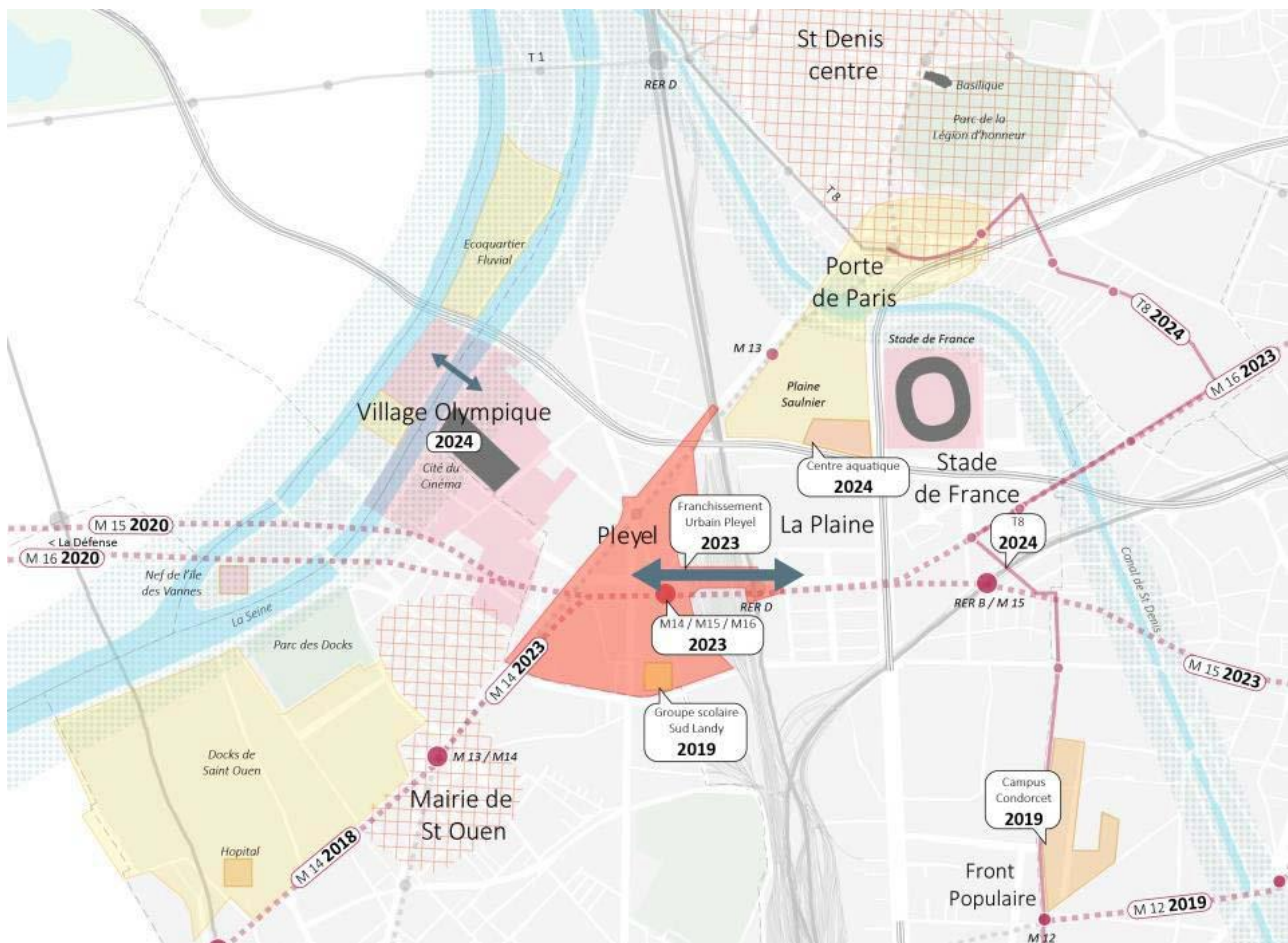 St Denis
centre
T 1
RER D
Basilique
Parc de la
Légion d'honneur
T 8
Ecoquartier
Fluvial
Porte
de Paris
T8 2024
M 16 2023
M 13
Stade de France
Plaine
Saulnier
Village Olympique
2024
Cité du
Cinéma
Centre aquatique
2024
Stade
de France
Franchissement
Urbain Pleyel
2023
Pleyel
La Plaine
T8
2024
M 15 2020
< La Défense
M 16 2020
Nef de l'île
des Vannes
La Seine
Canal de St Denis
RER D
RER B / M 15
M14 / M15 / M16
2023
Parc des Docks
M 14 2023
M 15 2023
Groupe scolaire
Sud Landy
2019
Docks de
Saint Ouen
M 13 / M14
Mairie de
St Ouen
Campus
Condorcet
2019
Hopital
M 14 2018
Front
Populaire
M 12 2019
M 12